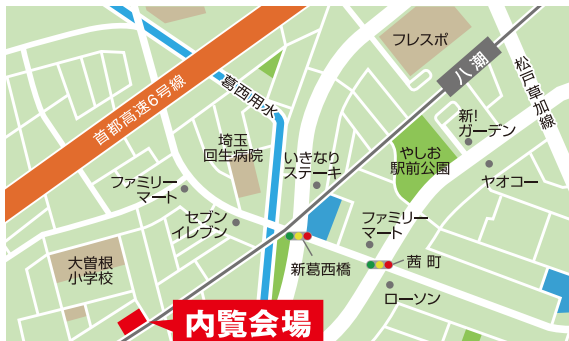 フレスポ
八潮
松戸草加線
首都高速6号線
葛西用水
新!
ガーデン
埼玉
回生病院
いきなり
ステーキ
やしお
駅前公園
ヤオコー
ファミリー
マート
セブン
イレブン
ファミリー
マート
新葛西橋
茜町
大曽根
小学校
ローソン
内覧会場